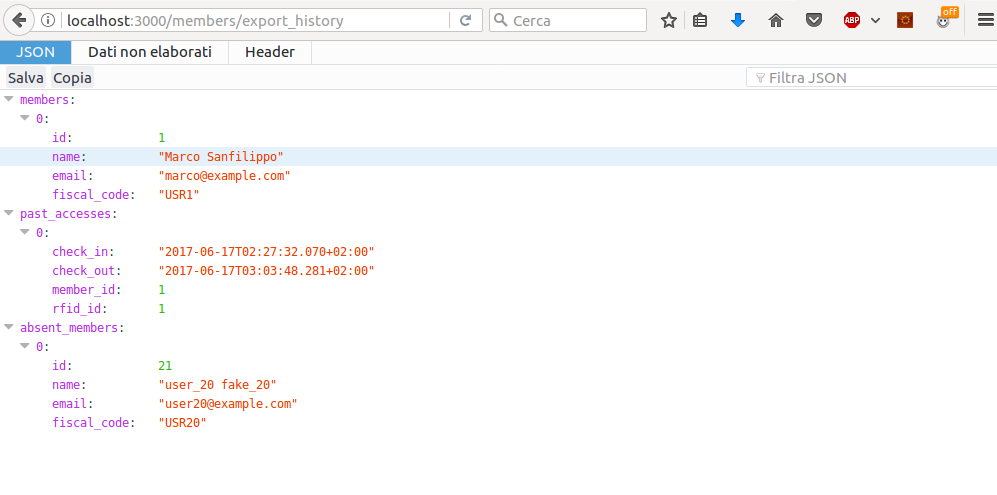 localhost:3000/members/export_history
Cerca
ABP
off
JSON Dati non elaborati Header
Salva Copia Filtra JSON
members:
0:
id: 1
name: "Marco Sanfilippo"
email: "marco@example.com"
fiscal_code: "USR1"
past_accesses:
0:
check_in: "2017-06-17T02:27:32.070+02:00"
check_out: "2017-06-17T03:03:48.281+02:00"
member_id: 1
rfid_id: 1
absent_members:
0:
id: 21
name: "user_20 fake_20"
email: "user20@example.com"
fiscal_code: "USR20"